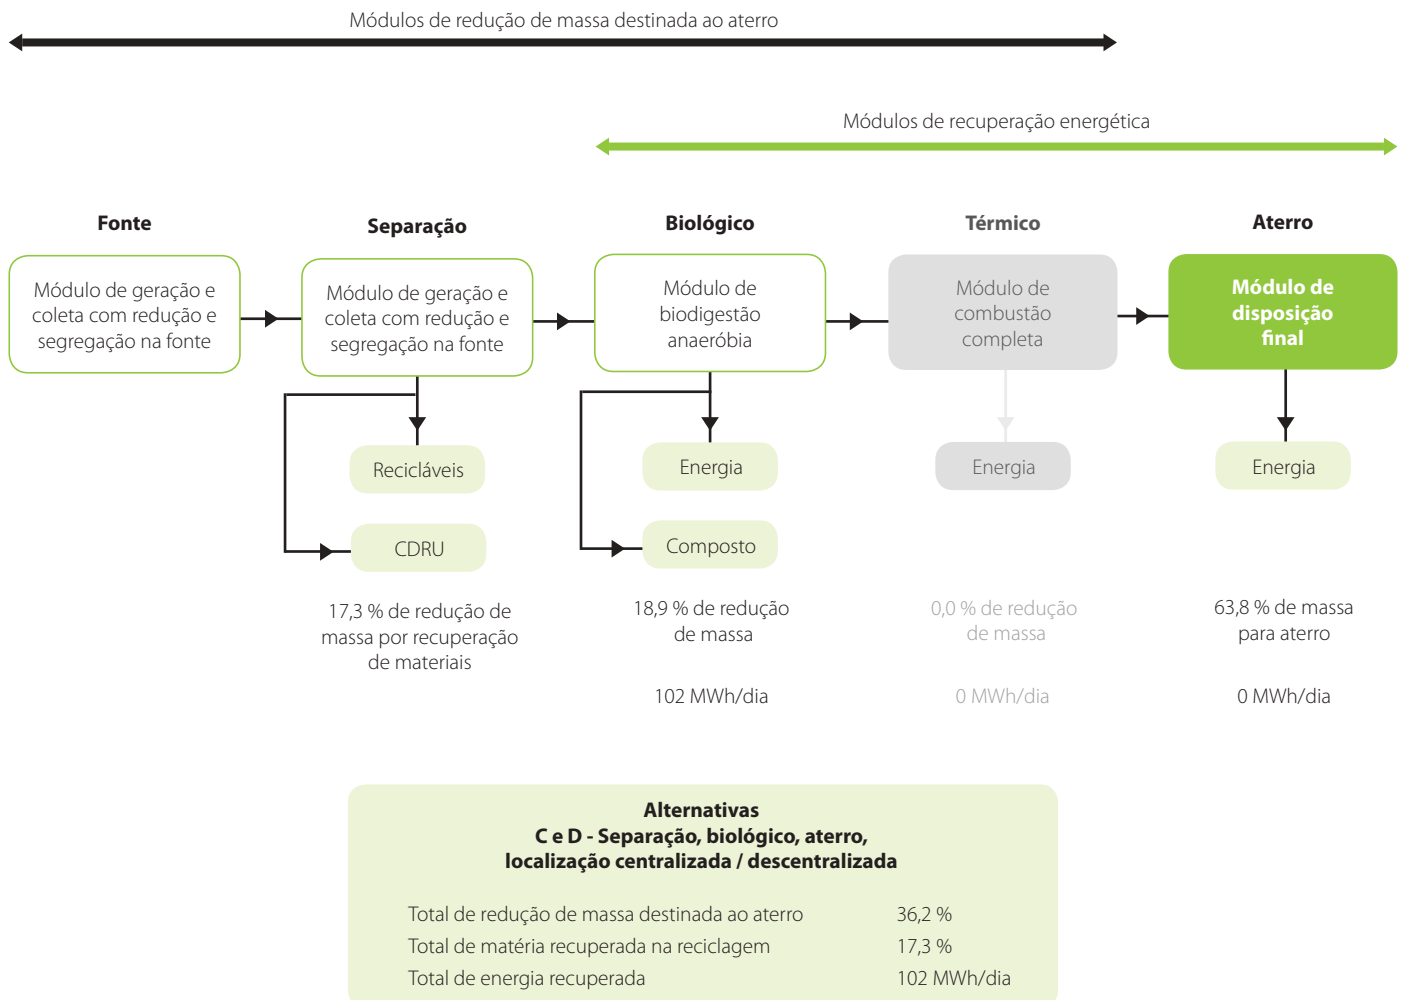 Módulos de redução de massa destinada ao aterro
Módulos de recuperação energética
Fonte
Módulo de geração e
coleta com redução e
segregação na fonte
Separação
Módulo de geração e
coleta com redução e
segregação na fonte
Recicláveis
CDRU
17,3 % de redução de
massa por recuperação
de materiais
Biológico
Módulo de
biodigestão
anaeróbia
Energia
Composto
18,9 % de redução
de massa
102 MWh/dia
Térmico
Módulo de
combustão
completa
Energia
0,0 % de redução
de massa
0 MWh/dia
Aterro
Módulo de
disposição
final
Energia
63,8 % de massa
para aterro
0 MWh/dia
Alternativas
C e D - Separação, biológico, aterro,
localização centralizada / descentralizada
Total de redução de massa destinada ao aterro 36,2 %
Total de matéria recuperada na reciclagem 17,3 %
Total de energia recuperada 102 MWh/dia